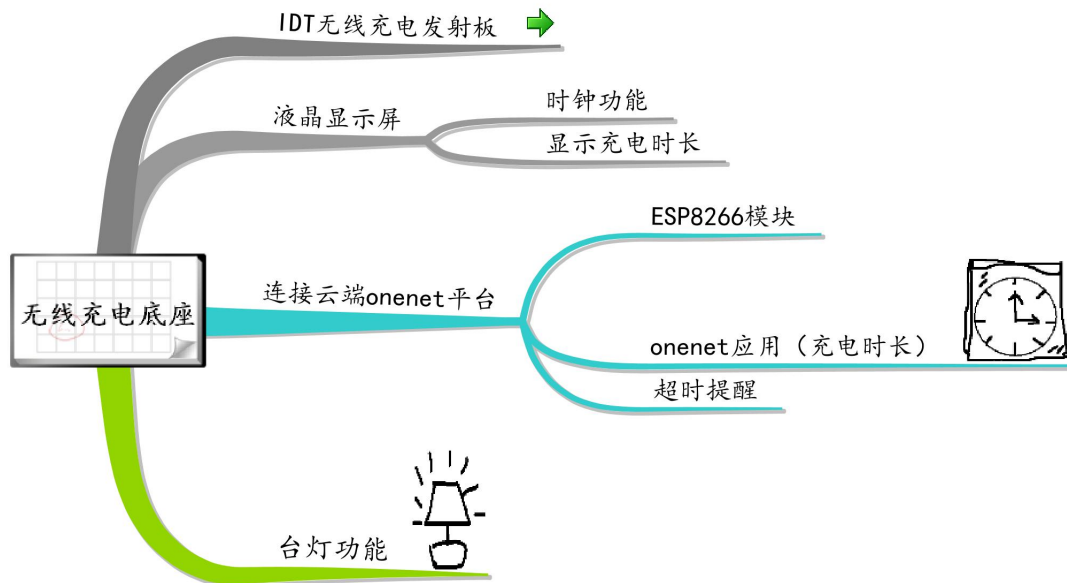 IDT无线充电发射板
液晶显示屏
时钟功能
显示充电时长
无线充电底座
连接云端onenet平台
ESP8266模块
onenet应用（充电时长）
超时提醒
台灯功能